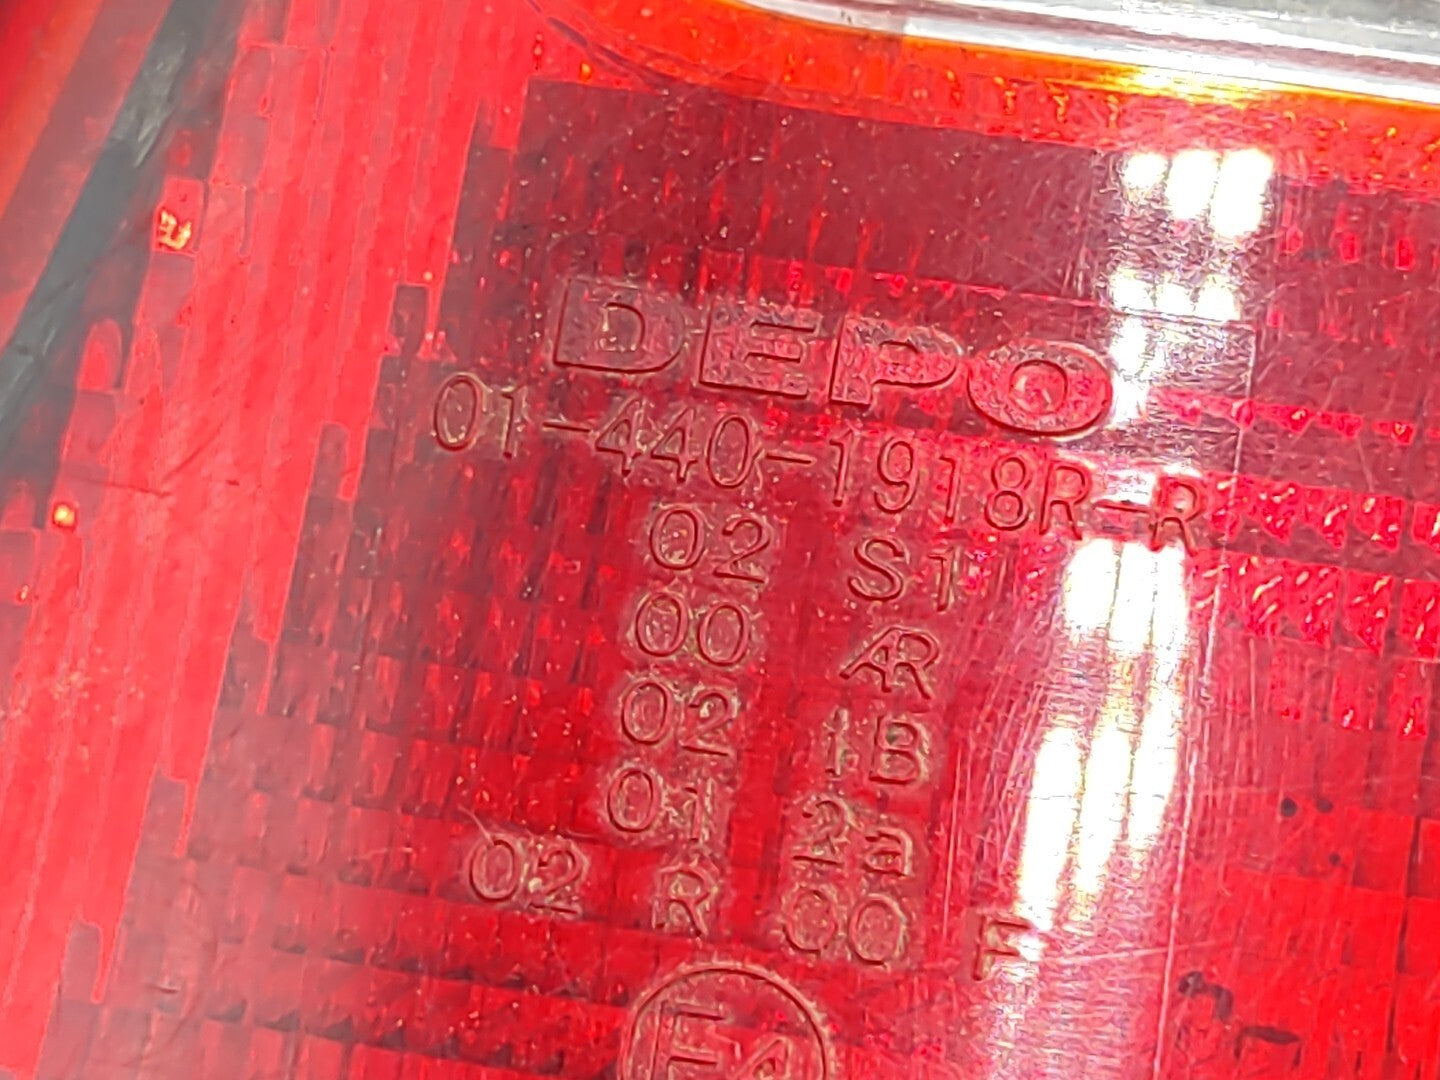 DEPO
01-440-1918R-R
02 S1
00 AR
02 1B
01 2a
02 R 00 F
E4